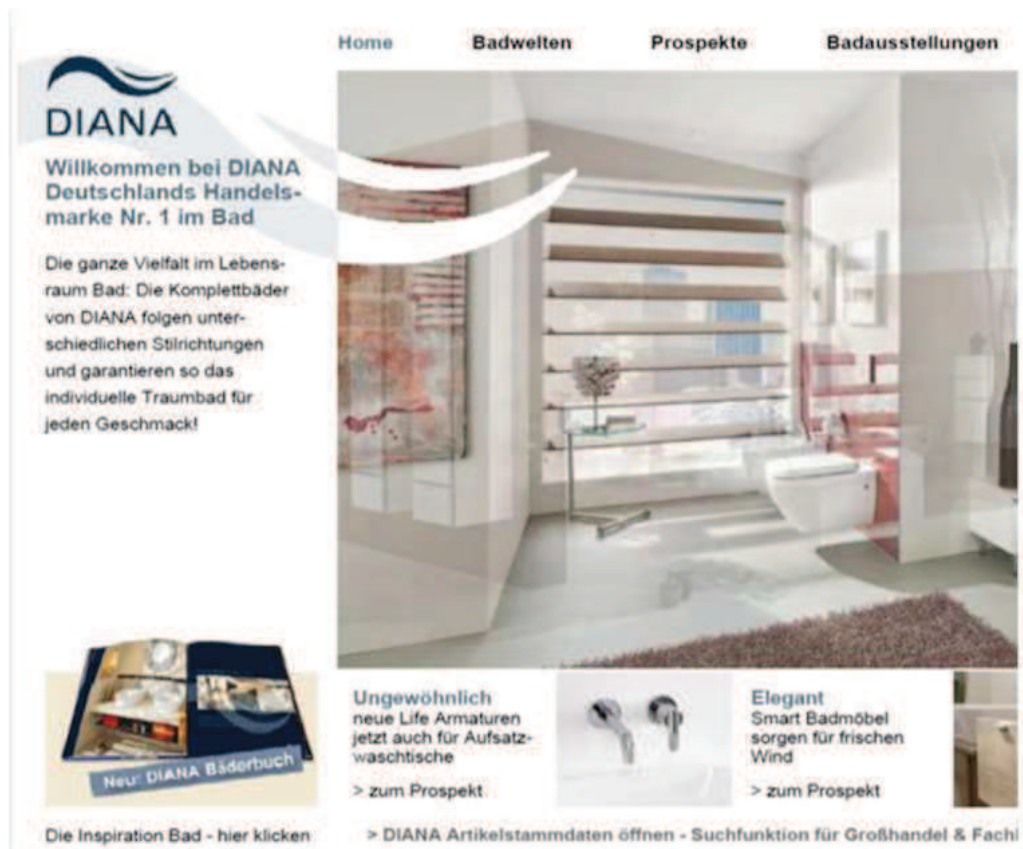 Home Badwelten Prospekte Badausstellungen
DIANA
Willkommen bei DIANA
Deutschlands Handels-
marke Nr. 1 im Bad
Die ganze Vielfalt im Lebens-
raum Bad: Die Komplettbäder
von DIANA folgen unter-
schiedlichen Stilrichtungen
und garantieren so das
individuelle Traumbad für
jeden Geschmack!
Neu: DIANA Bäderbuch
Die Inspiration Bad - hier klicken
Ungewöhnlich
neue Life Armaturen
jetzt auch für Aufsatz-
waschtische
> zum Prospekt
Elegant
Smart Badmöbel
sorgen für frischen
Wind
> zum Prospekt
> DIANA Artikelstammdaten öffnen - Suchfunktion für Großhandel & Fach